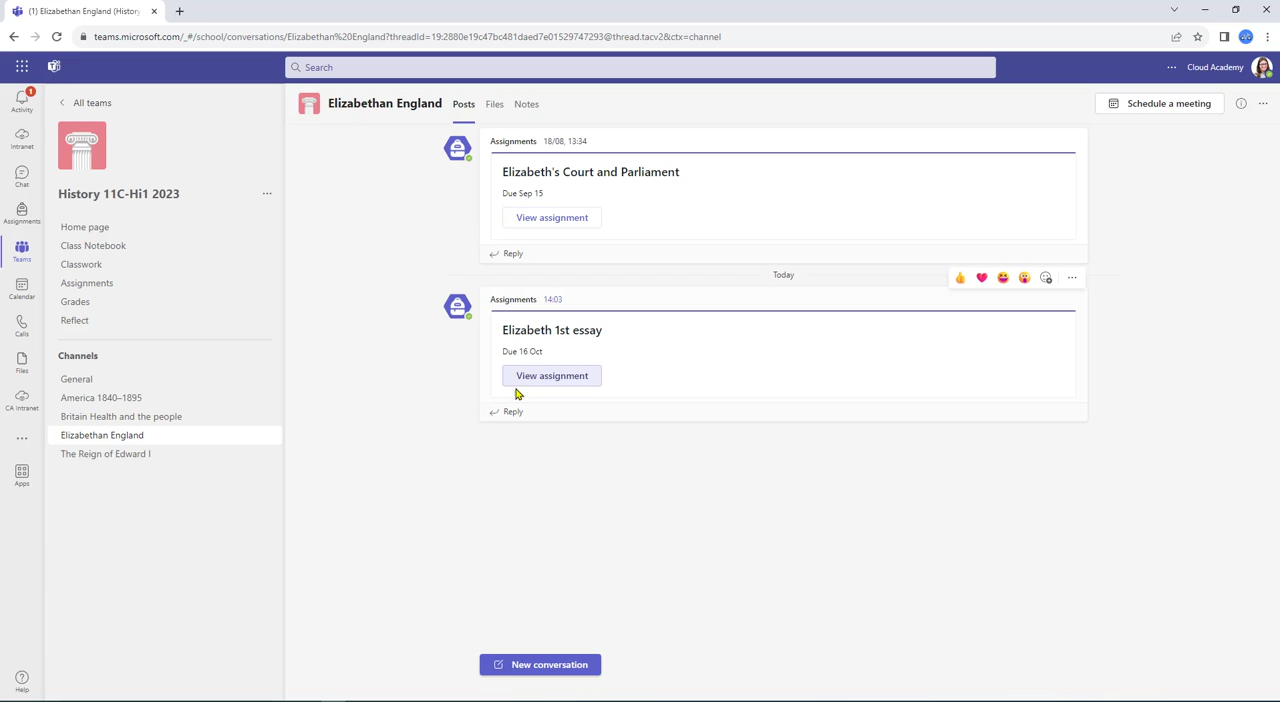 (1) Elizabethan England (History
teams.microsoft.com/_#/school/conversations/Elizabethan%20England?threadId=19:2880e19c47bc481daed7e01529747293@thread.tacv2&ctx=channel
Search
Cloud Academy
1
Activity
Intranet
Chat
Assignments
Teams
Calendar
Calls
Files
CA Intranet
Apps
Help
All teams
History 11C-Hi1 2023
Home page
Class Notebook
Classwork
Assignments
Grades
Reflect
Channels
General
America 1840–1895
Britain Health and the people
Elizabethan England
The Reign of Edward I
Elizabethan England Posts Files Notes
Schedule a meeting
Assignments 18/08, 13:34
Elizabeth's Court and Parliament
Due Sep 15
View assignment
Reply
Today
Assignments 14:03
Elizabeth 1st essay
Due 16 Oct
View assignment
Reply
New conversation